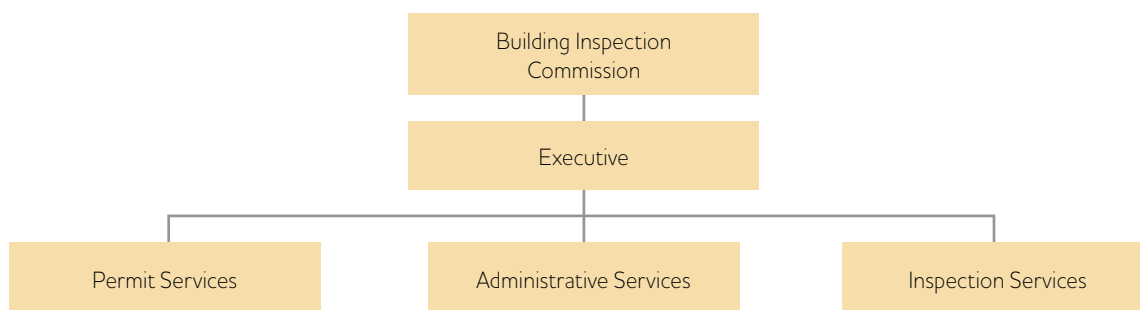 Building Inspection
Commission
Executive
Permit Services
Administrative Services
Inspection Services